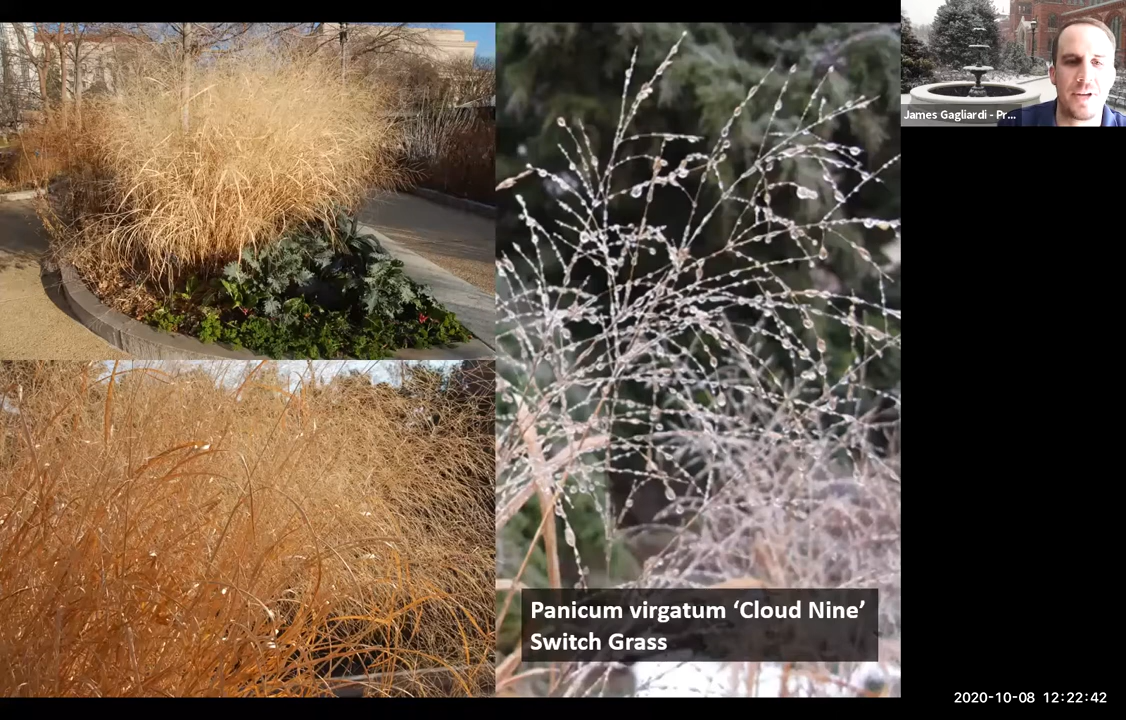 James Gagliardi - Pr...
Panicum virgatum ‘Cloud Nine’
Switch Grass
2020-10-08 12:22:42